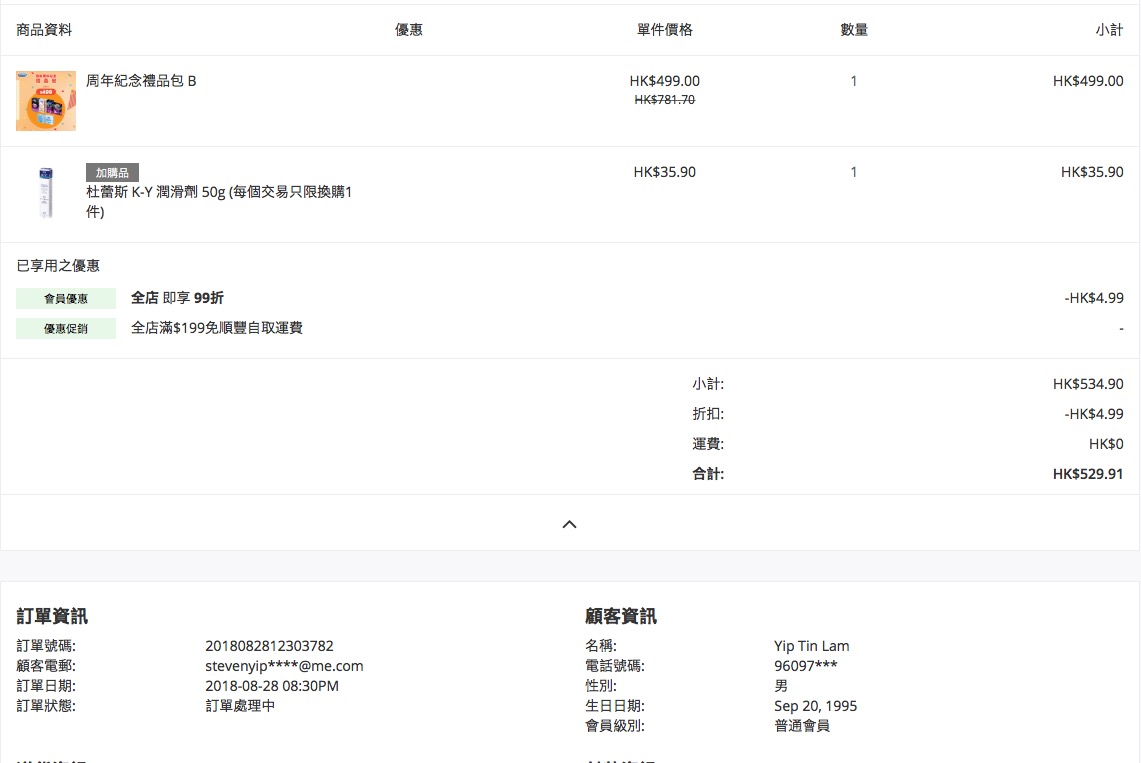 商品資料 優惠 單件價格 數量 小計
周年紀念禮品包 B HK$499.00 1 HK$499.00
HK$781.70
加購品
杜蕾斯 K-Y 潤滑劑 50g (每個交易只限換購1 HK$35.90 1 HK$35.90
件)
已享用之優惠
會員優惠 全店 即享 99折 -HK$4.99
優惠促銷 全店滿$199免順豐自取運費 -
小計: HK$534.90
折扣: -HK$4.99
運費: HK$0
合計: HK$529.91
訂單資訊
訂單號碼: 2018082812303782
顧客電郵: stevenyip****@me.com
訂單日期: 2018-08-28 08:30PM
訂單狀態: 訂單處理中
顧客資訊
名稱: Yip Tin Lam
電話號碼: 96097***
性別: 男
生日日期: Sep 20, 1995
會員級別: 普通會員